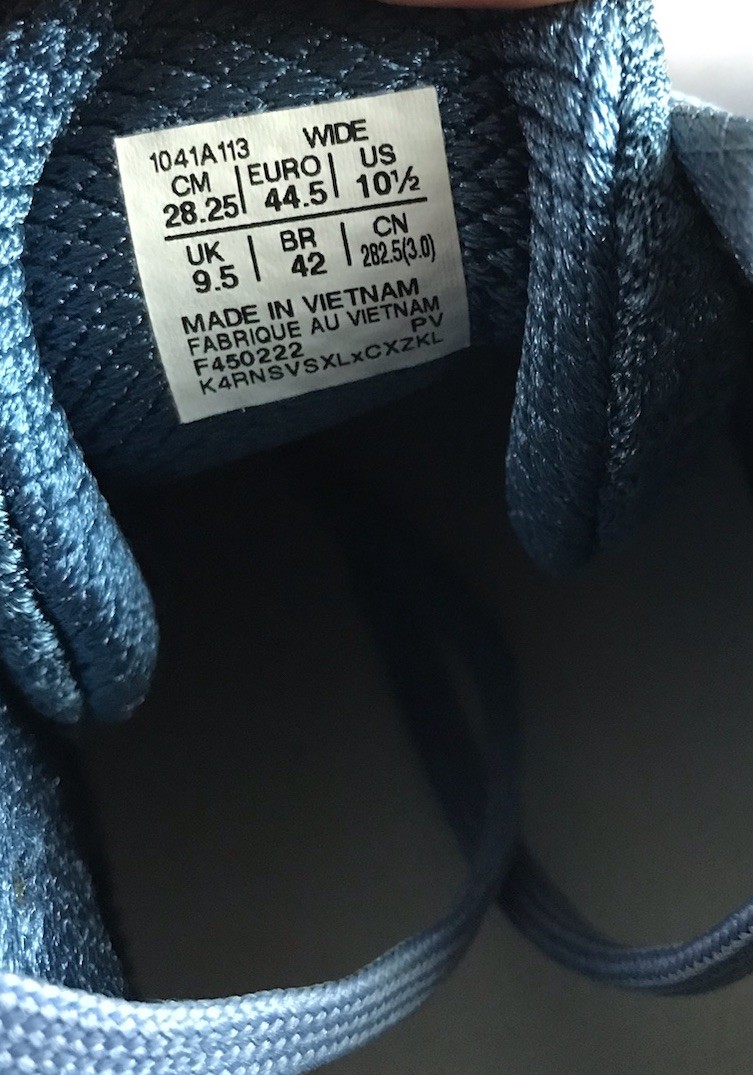 1041A113 WIDE
CM EURO US
28.25 44.5 10½
UK BR CN
9.5 42 282.5(3.0)
MADE IN VIETNAM
FABRIQUE AU VIETNAM
F450222 PV
K4RNSVSXLxCXZKL